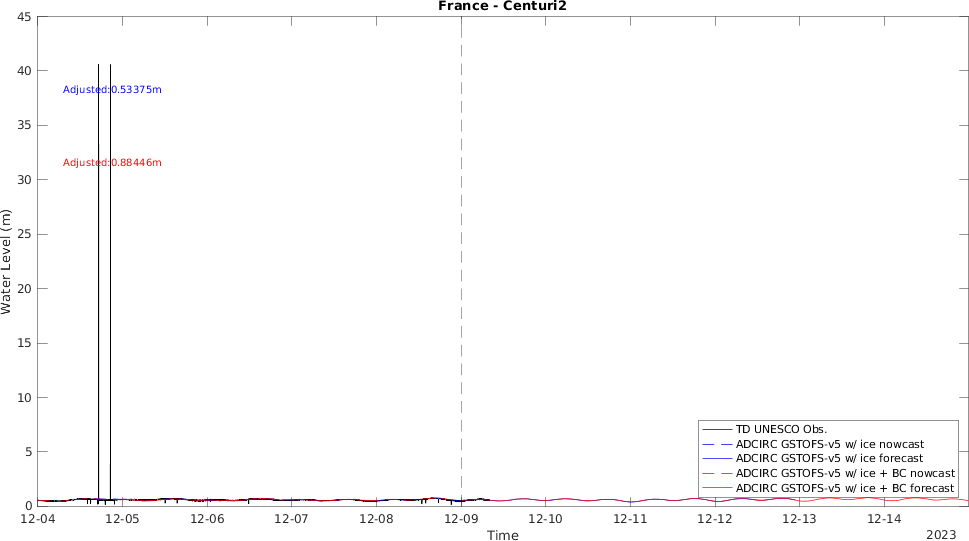 France - Centuri2
45
40
35
30
25
20
15
10
5
0
Water Level (m)
Adjusted:0.53375m
Adjusted:0.88446m
TD UNESCO Obs.
ADCIRC GSTOFS-v5 w/ ice nowcast
ADCIRC GSTOFS-v5 w/ ice forecast
ADCIRC GSTOFS-v5 w/ ice + BC nowcast
ADCIRC GSTOFS-v5 w/ ice + BC forecast
12-04 12-05 12-06 12-07 12-08 12-09 12-10 12-11 12-12 12-13 12-14
Time
2023